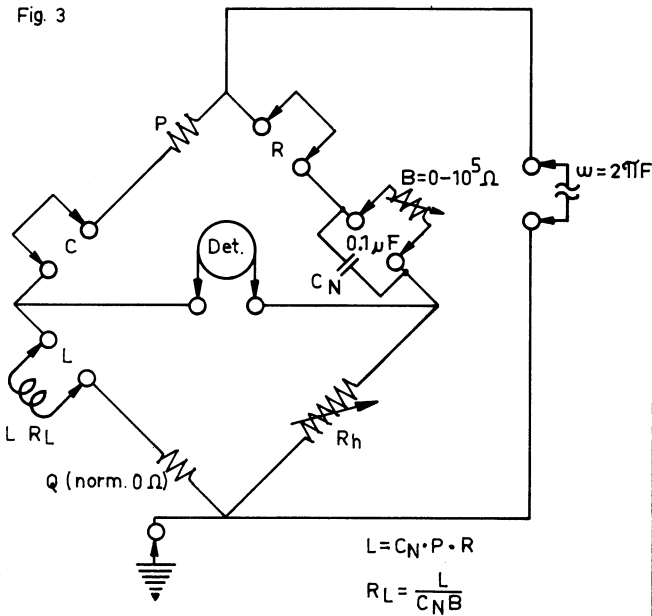 Fig. 3
P
R
B=0-10⁵Ω
ω=2πF
C
Det.
0.1μF
C_N
L
L R_L
R_h
Q (norm. 0 Ω)
L=C_N·P·R
R_L = L / C_N B